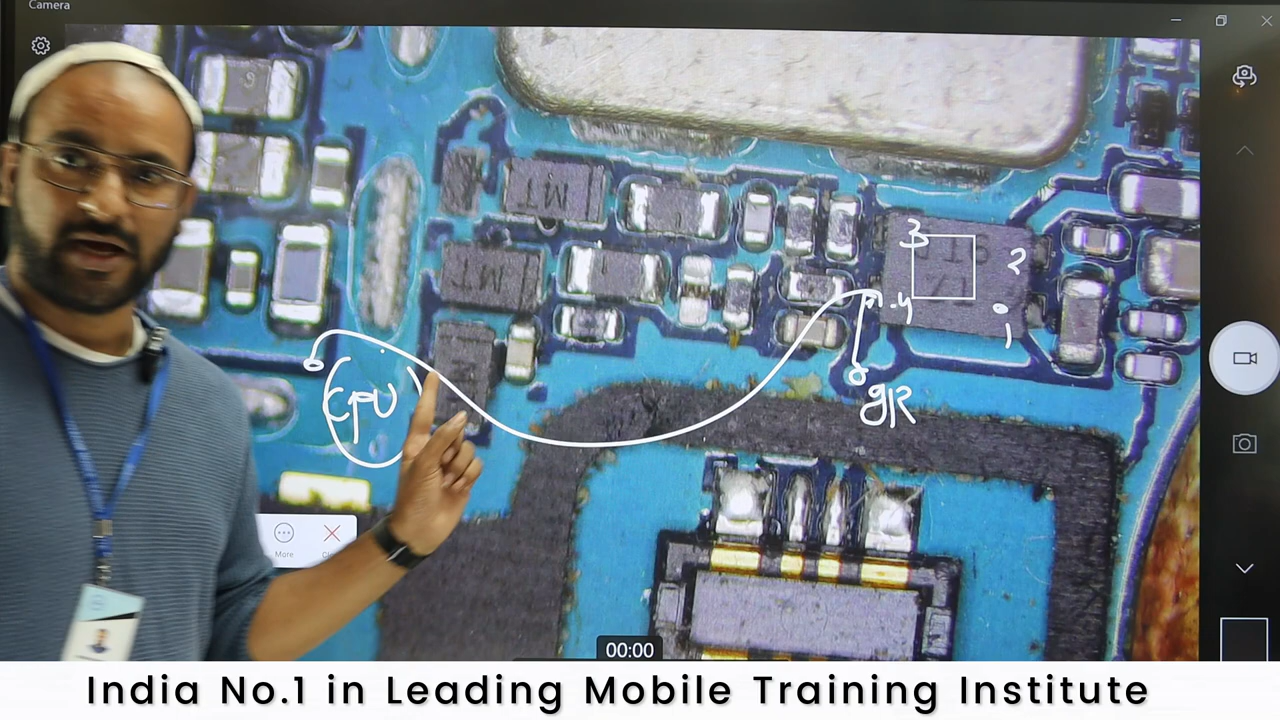 Camera
MT
MT
3
2
.4
1
CPU
gR
More
00:00
India No.1 in Leading Mobile Training Institute